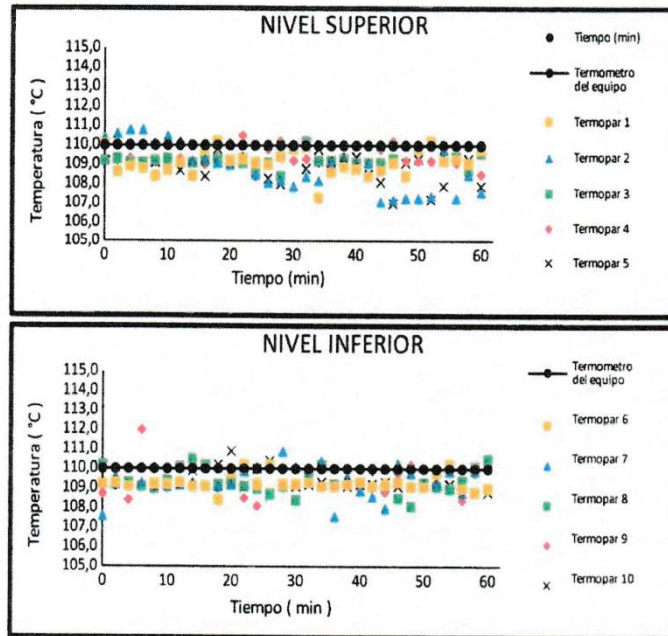 NIVEL SUPERIOR
115,0
114,0
113,0
112,0
111,0
110,0
109,0
108,0
107,0
106,0
105,0
Temperatura ( °C)
0
10
20
30
40
50
60
Tiempo (min)
Tiempo (min)
Termometro
del equipo
Termopar 1
Termopar 2
Termopar 3
Termopar 4
Termopar 5
NIVEL INFERIOR
115,0
114,0
113,0
112,0
111,0
110,0
109,0
108,0
107,0
106,0
105,0
Temperatura ( °C)
0
10
20
30
40
50
60
Tiempo ( min )
Termometro
del equipo
Termopar 6
Termopar 7
Termopar 8
Termopar 9
Termopar 10